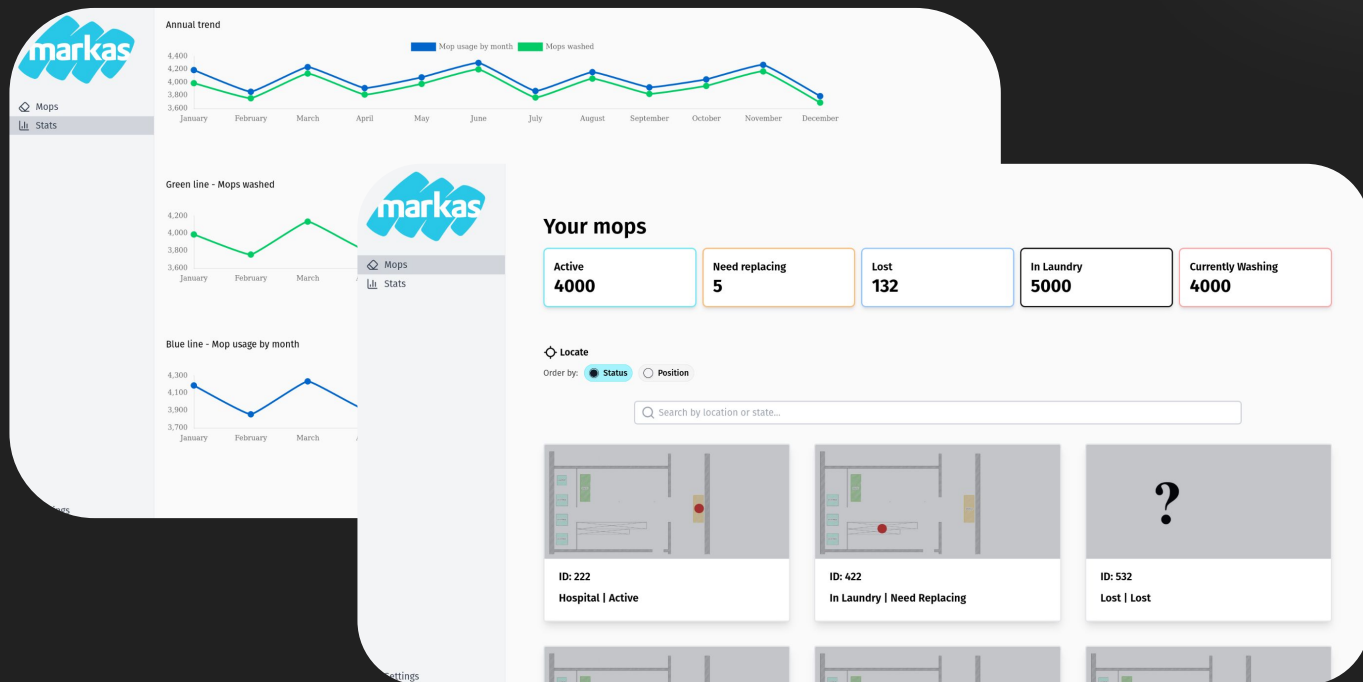 markas
Mops
Stats
Annual trend
Mop usage by month Mops washed
4,400
4,200
4,000
3,800
3,600
January February March April May June July August September October November December
Green line - Mops washed
4,200
4,000
3,800
3,600
January February March
Blue line - Mop usage by month
4,300
4,100
3,900
3,700
January February March
markas
Mops
Stats
ettings
Your mops
Active Need replacing Lost In Laundry Currently Washing
4000 5 132 5000 4000
Locate
Order by: Status Position
Search by location or state...
?
ID: 222 ID: 422 ID: 532
Hospital | Active In Laundry | Need Replacing Lost | Lost